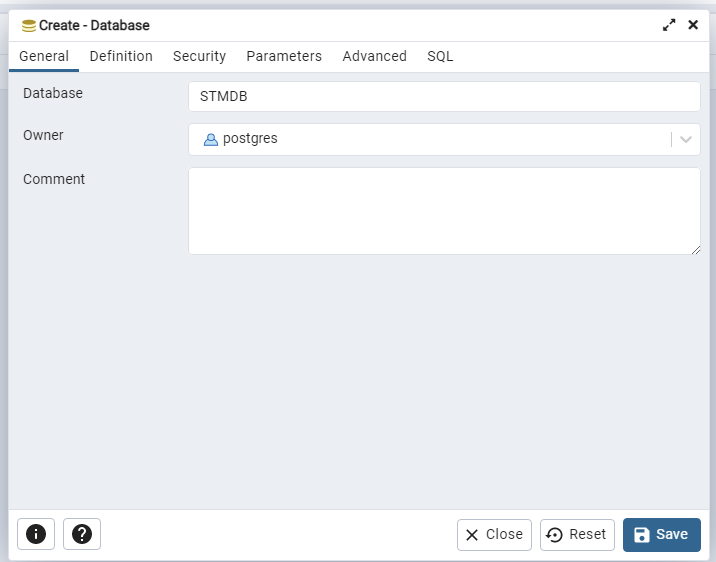 Create - Database
General Definition Security Parameters Advanced SQL
Database STMDB
Owner postgres
Comment
Close Reset Save